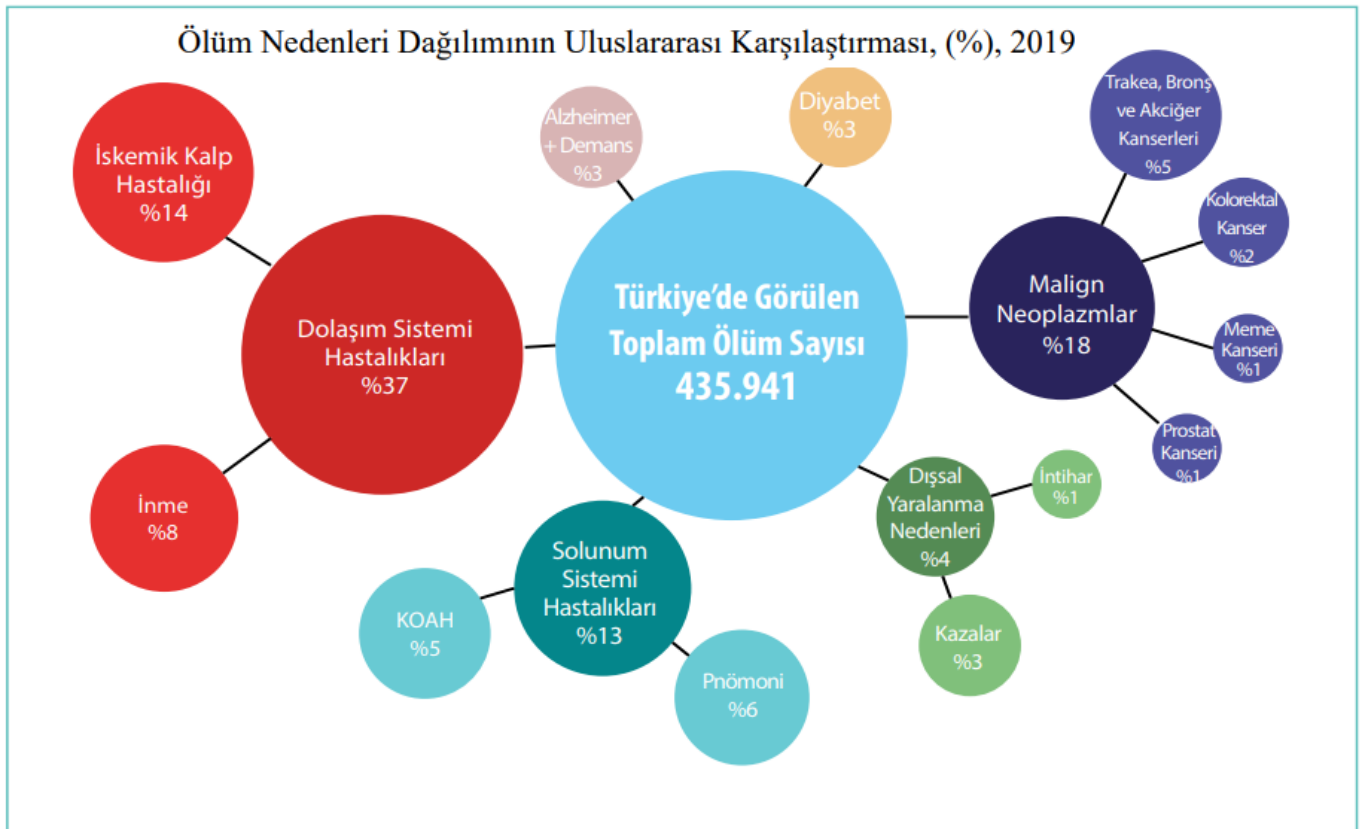 Ölüm Nedenleri Dağılımının Uluslararası Karşılaştırması, (%), 2019
İskemik Kalp
Hastalığı
%14
Dolaşım Sistemi
Hastalıkları
%37
İnme
%8
Alzheimer
+ Demans
%3
Diyabet
%3
Türkiye’de Görülen
Toplam Ölüm Sayısı
435.941
Trakea, Bronş
ve Akciğer
Kanserleri
%5
Kolorektal
Kanser
%2
Malign
Neoplazmlar
%18
Meme
Kanseri
%1
Prostat
Kanseri
%1
Dışsal
Yaralanma
Nedenleri
%4
İntihar
%1
Kazalar
%3
Solunum
Sistemi
Hastalıkları
%13
KOAH
%5
Pnömoni
%6